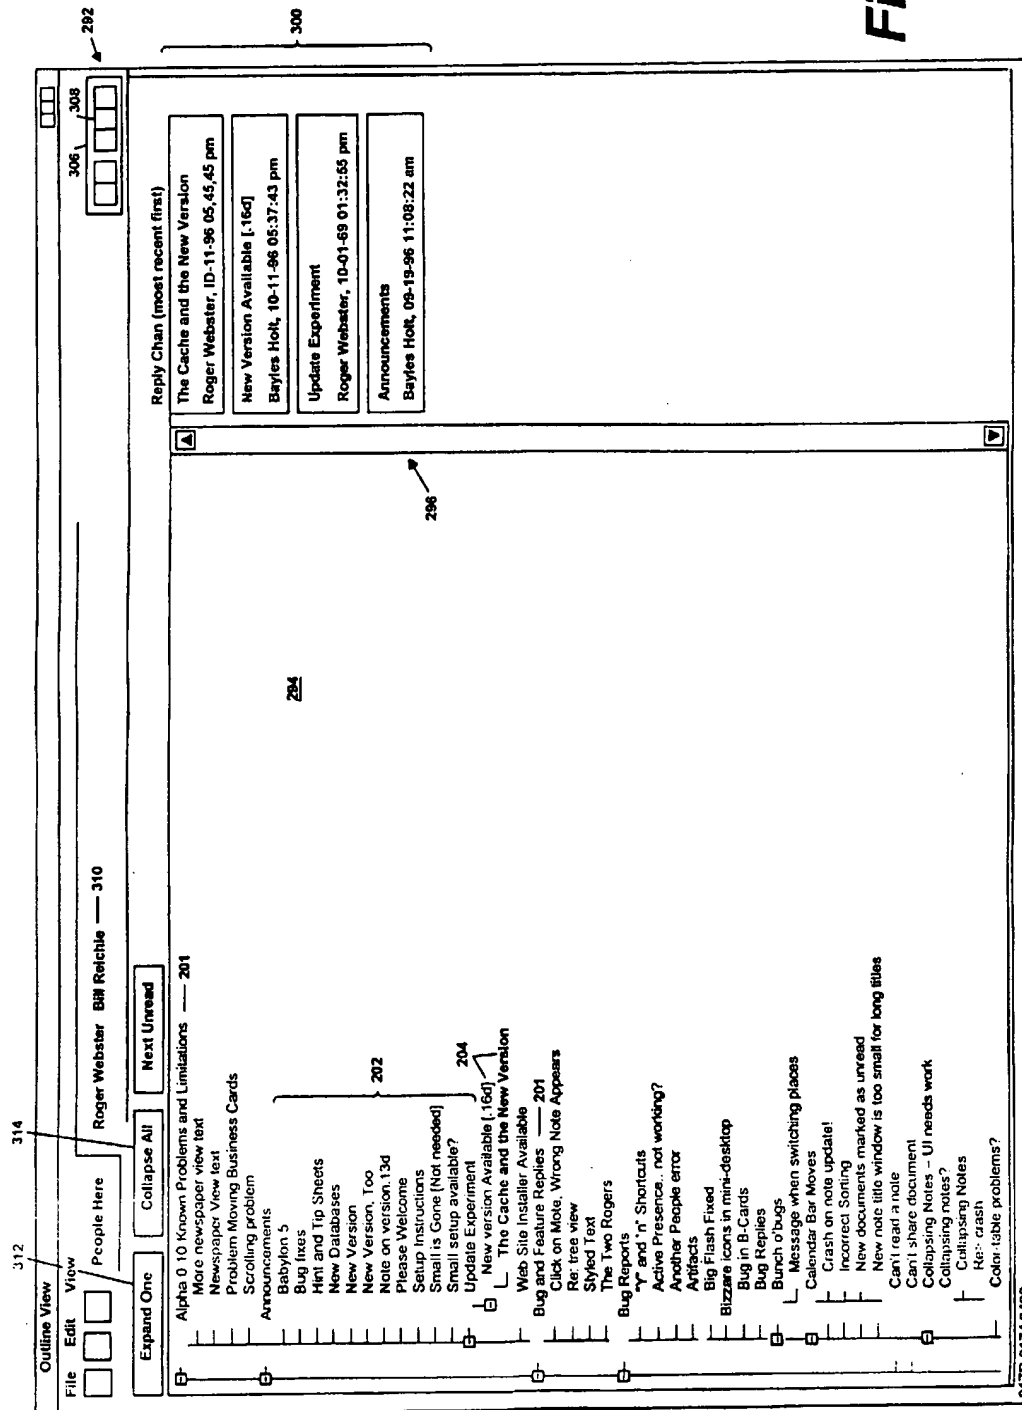 Outline View
File Edit View
People Here Roger Webster Bill Reichie 310
306 308
292
312
314
Expand One Collapse All Next Unread
Alpha 0 110 Known Problems and Limitations 201
More newspaper view text
Newspaper View text
Problem Moving Business Cards
Scrolling problem
Announcements
Babylon 5
Bug fixes
Hint and Tip Sheets
New Databases
New Version
New Version, Too
Note on version.13d
Please Welcome
Setup Instructions
Small is Gone [Not needed]
Small setup available?
Update Experiment
202
New version Available [.16d]
204
The Cache and the New Version
Web Site Installer Available
Bug and Feature Replies 201
Click on Mote, Wrong Note Appears
Re: tree view
Styled Text
The Two Rogers
Bug Reports
"Y" and "n" Shortcuts
Active Presence.. not working?
Another People error
Artifacts
Big Flash Fixed
Bizzare icons in mini-desktop
Bug in B-Cards
Bug Replies
Bunch o'bugs
Message when switching places
Calendar Bar Moves
Crash on note update!
Incorrect Sorting
New documents marked as unread
New note title window is too small for long titles
Can't read a note
Can't share document
Collapsing Notes – UI needs work
Collapsing notes?
Collapsing Notes
Re: crash
Color table problems?
294
296
Reply Chan (most recent first)
The Cache and the New Version
Roger Webster, ID-11-96 05,45,45 pm
New Version Available [.16d]
Bayles Holt, 10-11-96 05:37:43 pm
Update Experiment
Roger Webster, 10-01-69 01:32:55 pm
Announcements
Bayles Holt, 09-19-96 11:08:22 am
300